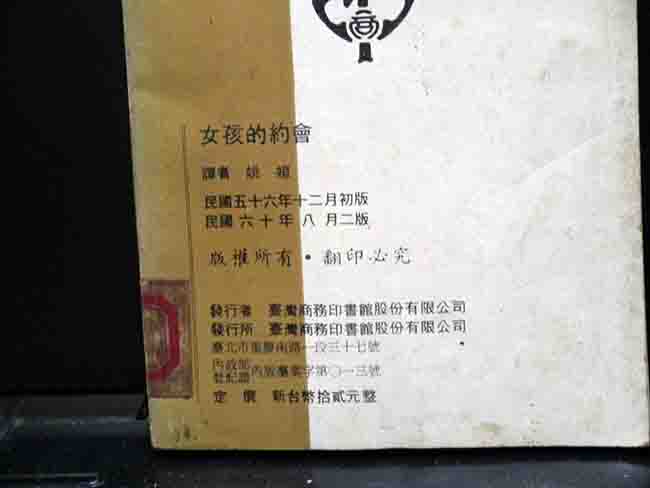 商
女孩的約會
譯者 姚穎
民國五十六年十二月初版
民國六十年八月二版
版權所有・翻印必究
發行者 臺灣商務印書館股份有限公司
發行所 臺灣商務印書館股份有限公司
臺北市重慶南路一段三十七號
內政部登記證內版臺業字第〇一三號
定價 新台幣拾貳元整